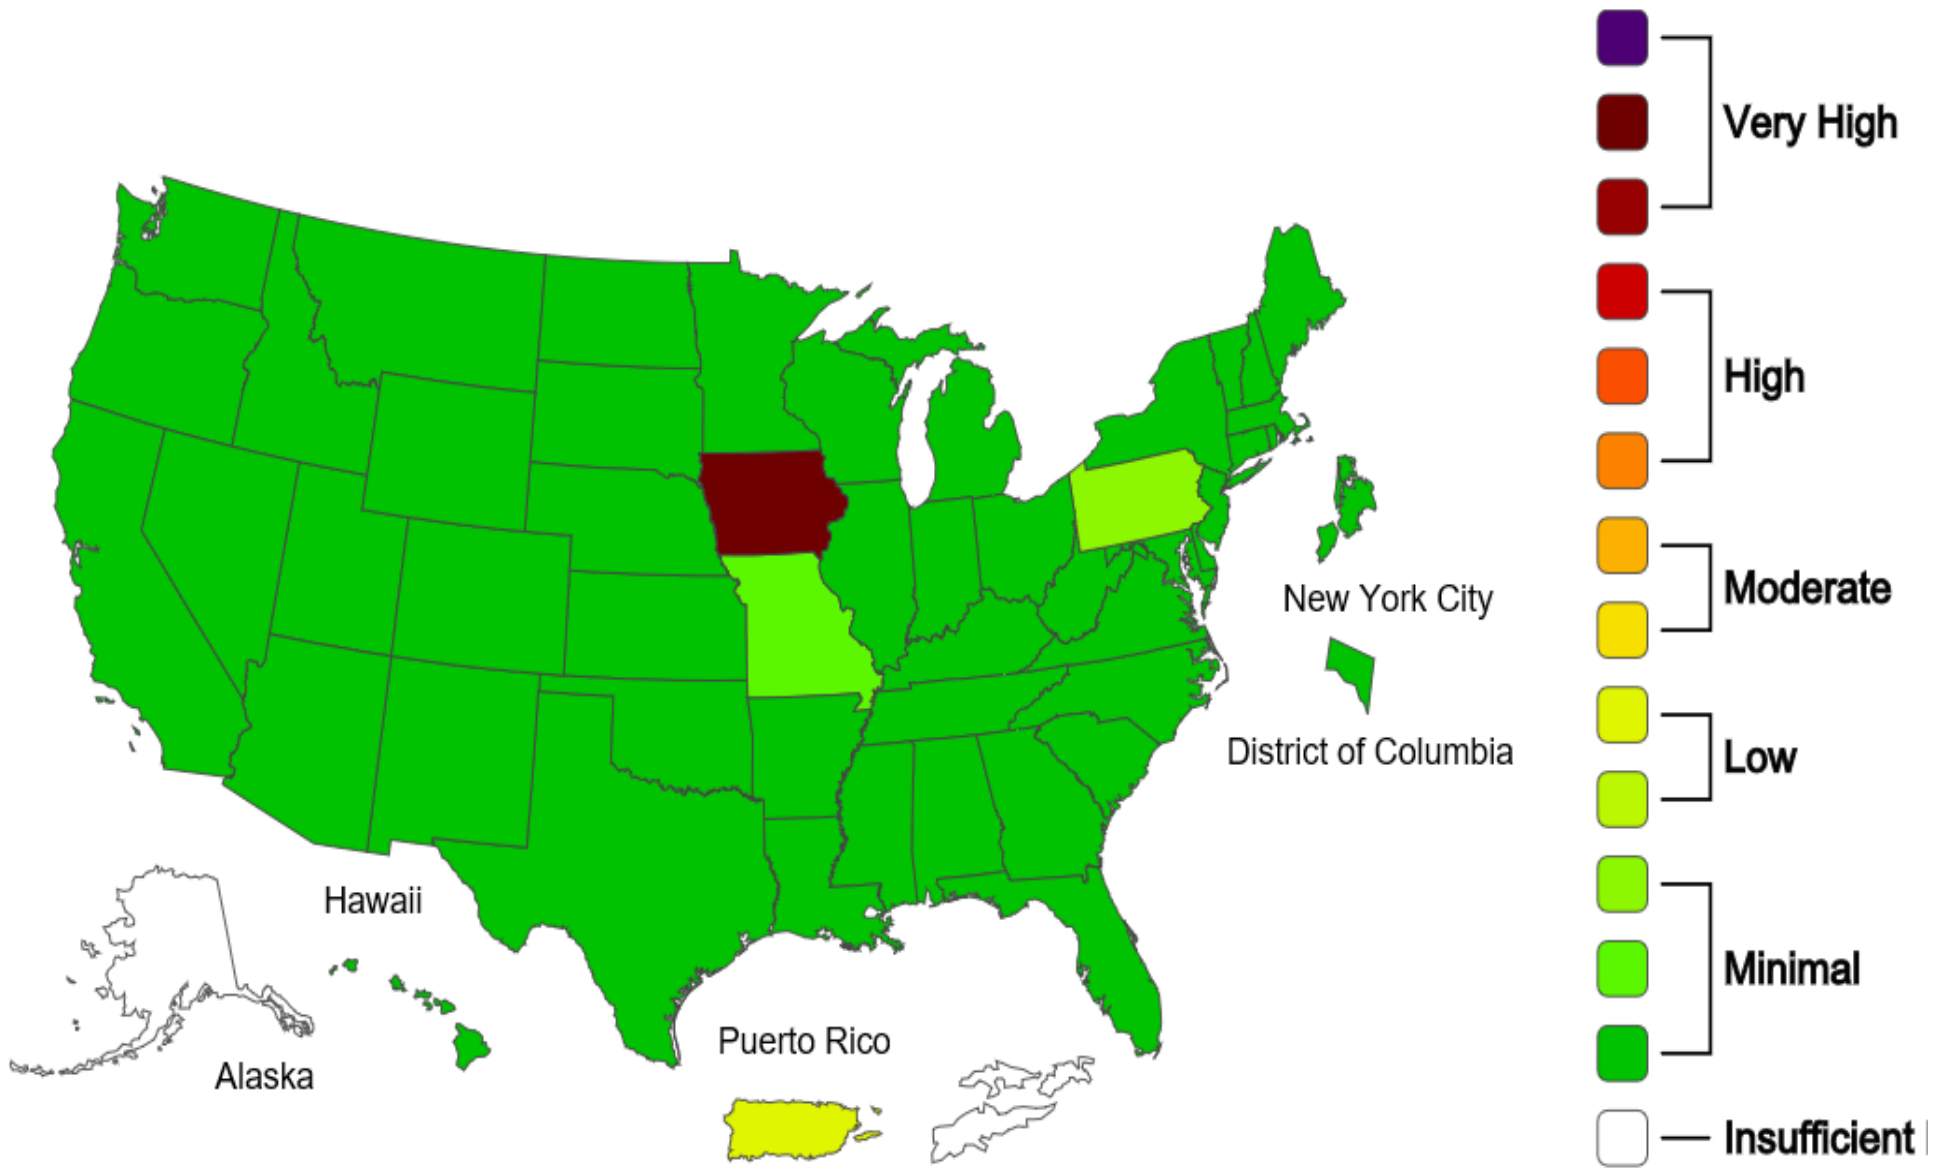 Very High
High
Moderate
Low
Minimal
Insufficient
New York City
District of Columbia
Hawaii
Alaska
Puerto Rico